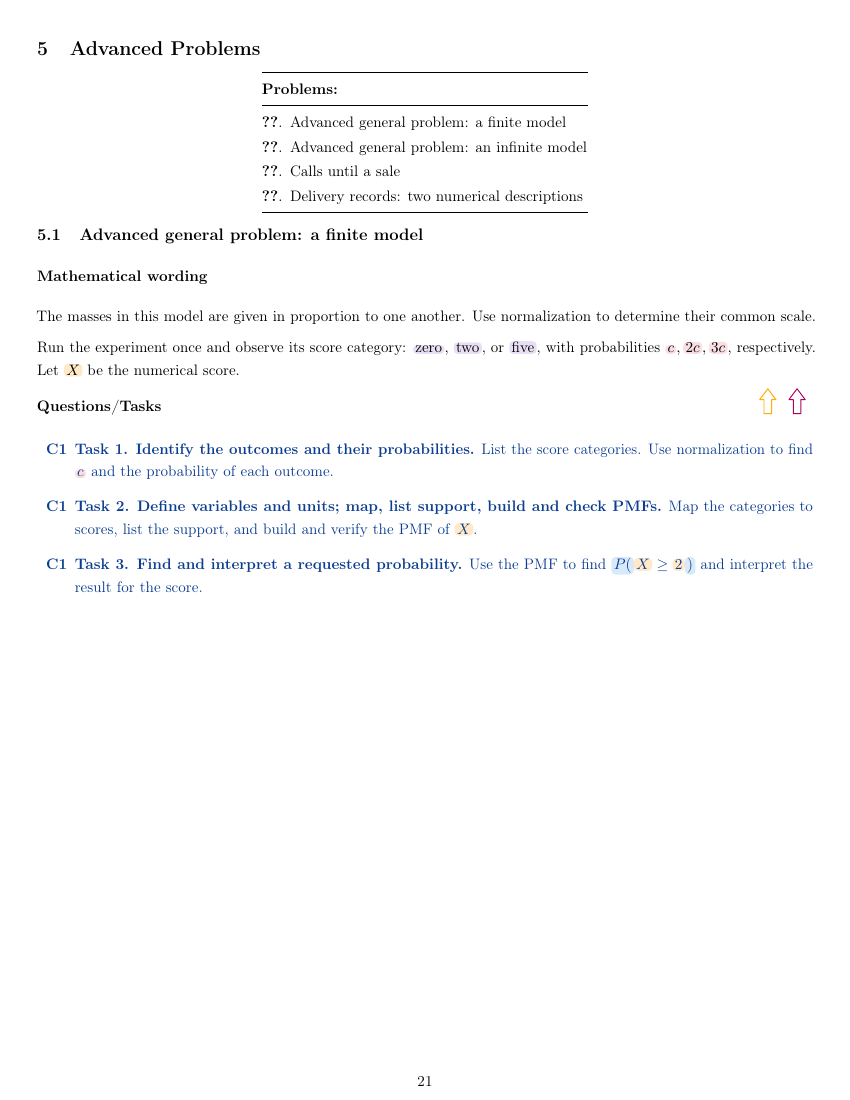 5 Advanced Problems
Problems:
??. Advanced general problem: a finite model
??. Advanced general problem: an infinite model
??. Calls until a sale
??. Delivery records: two numerical descriptions
5.1 Advanced general problem: a finite model
Mathematical wording
The masses in this model are given in proportion to one another. Use normalization to determine their common scale.
Run the experiment once and observe its score category: zero, two, or five, with probabilities c, 2c, 3c, respectively.
Let X be the numerical score.
Questions/Tasks
C1 Task 1. Identify the outcomes and their probabilities. List the score categories. Use normalization to find
c and the probability of each outcome.
C1 Task 2. Define variables and units; map, list support, build and check PMFs. Map the categories to
scores, list the support, and build and verify the PMF of X.
C1 Task 3. Find and interpret a requested probability. Use the PMF to find P(X ≥ 2) and interpret the
result for the score.
21